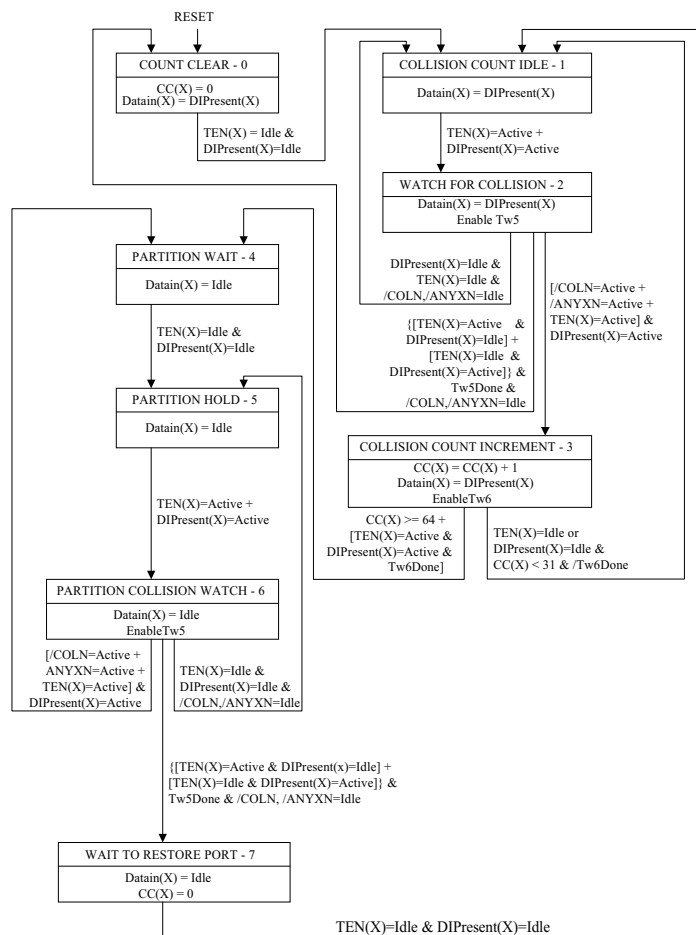 RESET
COUNT CLEAR - 0
CC(X) = 0
Datain(X) = DIPresent(X)
TEN(X) = Idle &
DIPresent(X)=Idle
COLLISION COUNT IDLE - 1
Datain(X) = DIPresent(X)
TEN(X)=Active +
DIPresent(X)=Active
WATCH FOR COLLISION - 2
Datain(X) = DIPresent(X)
Enable Tw5
DIPresent(X)=Idle &
TEN(X)=Idle &
/COLN,/ANYXN=Idle
{[TEN(X)=Active &
DIPresent(X)=Idle] +
[TEN(X)=Idle &
DIPresent(X)=Active]} &
Tw5Done &
/COLN,/ANYXN=Idle
[/COLN=Active +
/ANYXN=Active +
TEN(X)=Active] &
DIPresent(X)=Active
COLLISION COUNT INCREMENT - 3
CC(X) = CC(X) + 1
Datain(X) = DIPresent(X)
EnableTw6
CC(X) >= 64 +
[TEN(X)=Active &
DIPresent(X)=Active &
Tw6Done]
TEN(X)=Idle or
DIPresent(X)=Idle &
CC(X) < 31 & /Tw6Done
PARTITION WAIT - 4
Datain(X) = Idle
TEN(X)=Idle &
DIPresent(X)=Idle
PARTITION HOLD - 5
Datain(X) = Idle
TEN(X)=Active +
DIPresent(X)=Active
PARTITION COLLISION WATCH - 6
Datain(X) = Idle
EnableTw5
[/COLN=Active +
ANYXN=Active +
TEN(X)=Active] &
DIPresent(X)=Active
TEN(X)=Idle &
DIPresent(X)=Idle &
/COLN,/ANYXN=Idle
{[TEN(X)=Active & DIPresent(x)=Idle] +
[TEN(X)=Idle & DIPresent(X)=Active]} &
Tw5Done & /COLN, /ANYXN=Idle
WAIT TO RESTORE PORT - 7
Datain(X) = Idle
CC(X) = 0
TEN(X)=Idle & DIPresent(X)=Idle